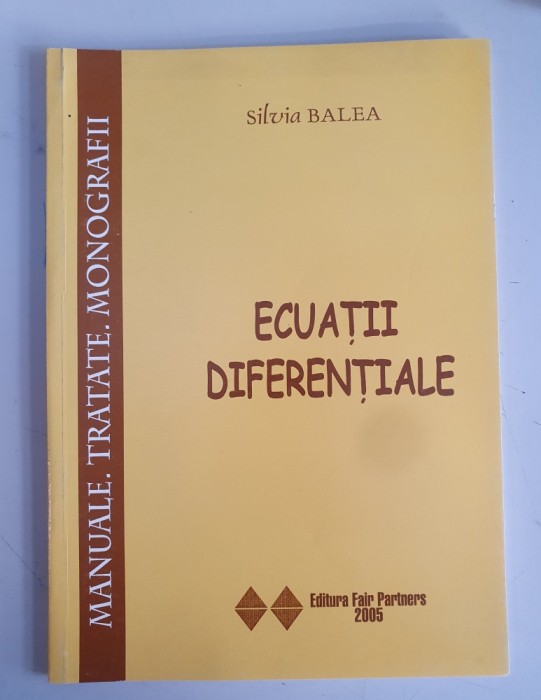 Silvia BALEA
ECUAȚII
DIFERENȚIALE
MANUALE. TRATATE. MONOGRAFII
Editura Fair Partners
2005